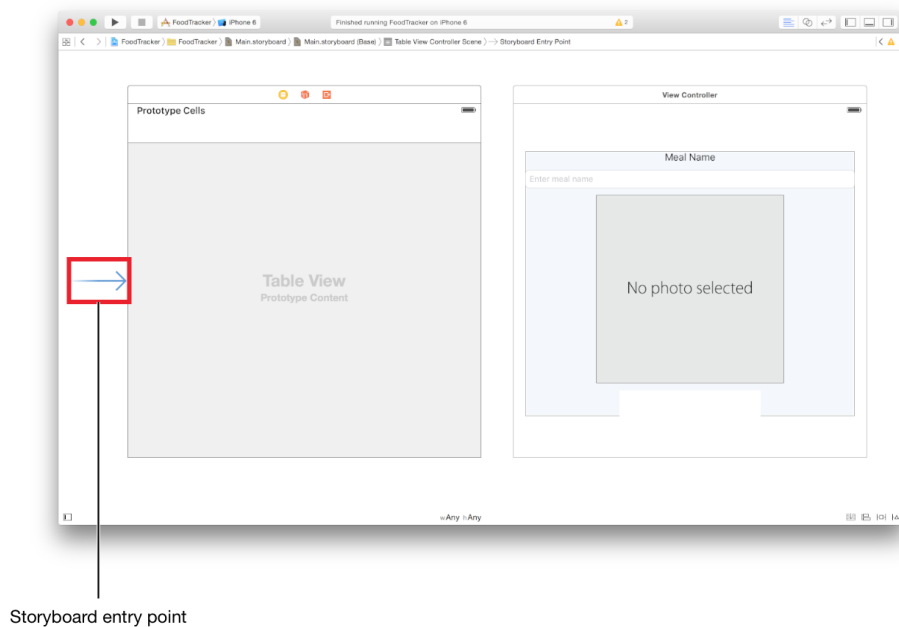 FoodTracker
iPhone 6
Finished running FoodTracker on iPhone 6
2
FoodTracker
FoodTracker
Main.storyboard
Main.storyboard (Base)
Table View Controller Scene
Storyboard Entry Point
Prototype Cells
View Controller
Meal Name
Enter meal name
Table View
Prototype Content
No photo selected
wAny hAny
Storyboard entry point